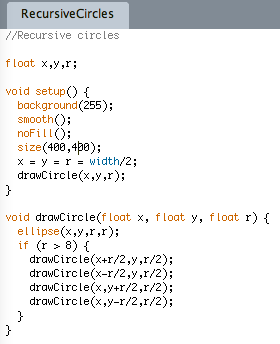 RecursiveCircles
//Recursive circles

float x,y,r;

void setup() {
  background(255);
  smooth();
  noFill();
  size(400,400);
  x = y = r = width/2;
  drawCircle(x,y,r);
}

void drawCircle(float x, float y, float r) {
  ellipse(x,y,r,r);
  if (r > 8) {
    drawCircle(x+r/2,y,r/2);
    drawCircle(x-r/2,y,r/2);
    drawCircle(x,y+r/2,r/2);
    drawCircle(x,y-r/2,r/2);
  }
}